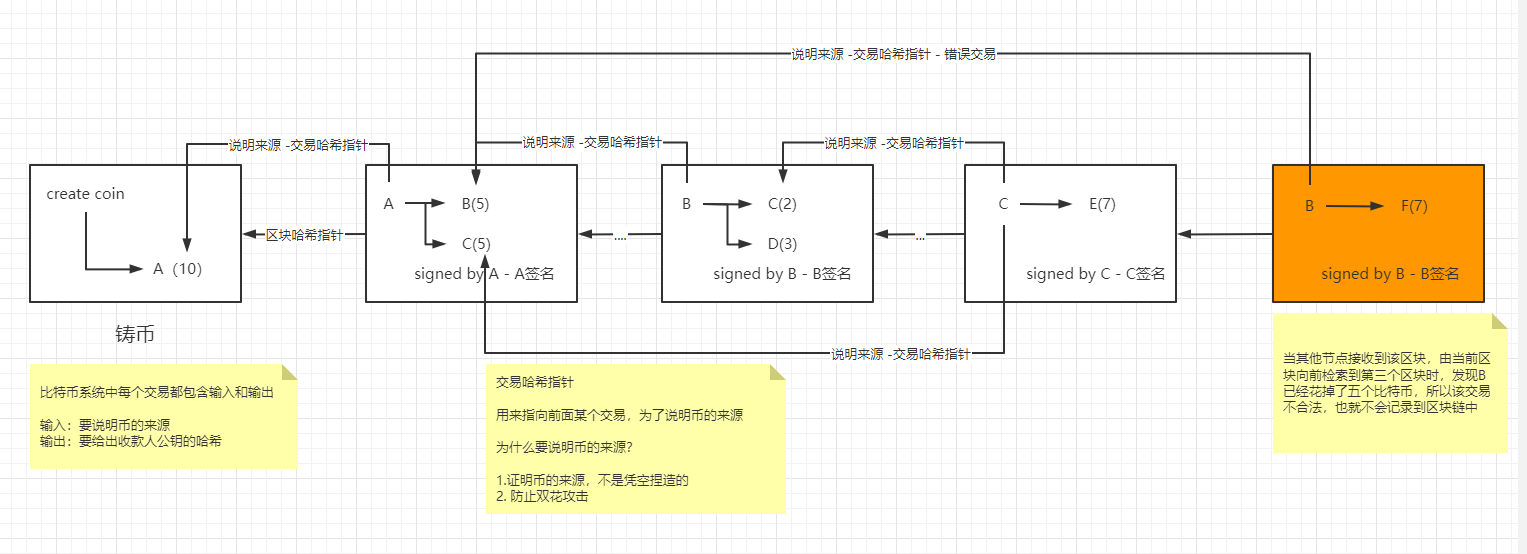 说明来源 -交易哈希指针 - 错误交易
说明来源 -交易哈希指针
说明来源 -交易哈希指针
说明来源 -交易哈希指针
create coin
A（10）
区块哈希指针
A
B(5)
C(5)
signed by A - A签名
....
B
C(2)
D(3)
signed by B - B签名
...
C
E(7)
signed by C - C签名
B
F(7)
signed by B - B签名
铸币
说明来源 -交易哈希指针
比特币系统中每个交易都包含输入和输出
输入：要说明币的来源
输出：要给出收款人公钥的哈希
交易哈希指针
用来指向前面某个交易，为了说明币的来源
为什么要说明币的来源？
1.证明币的来源，不是凭空捏造的
2. 防止双花攻击
当其他节点接收到该区块，由当前区
块向前检索到第三个区块时，发现B
已经花掉了五个比特币，所以该交易
不合法，也就不会记录到区块链中